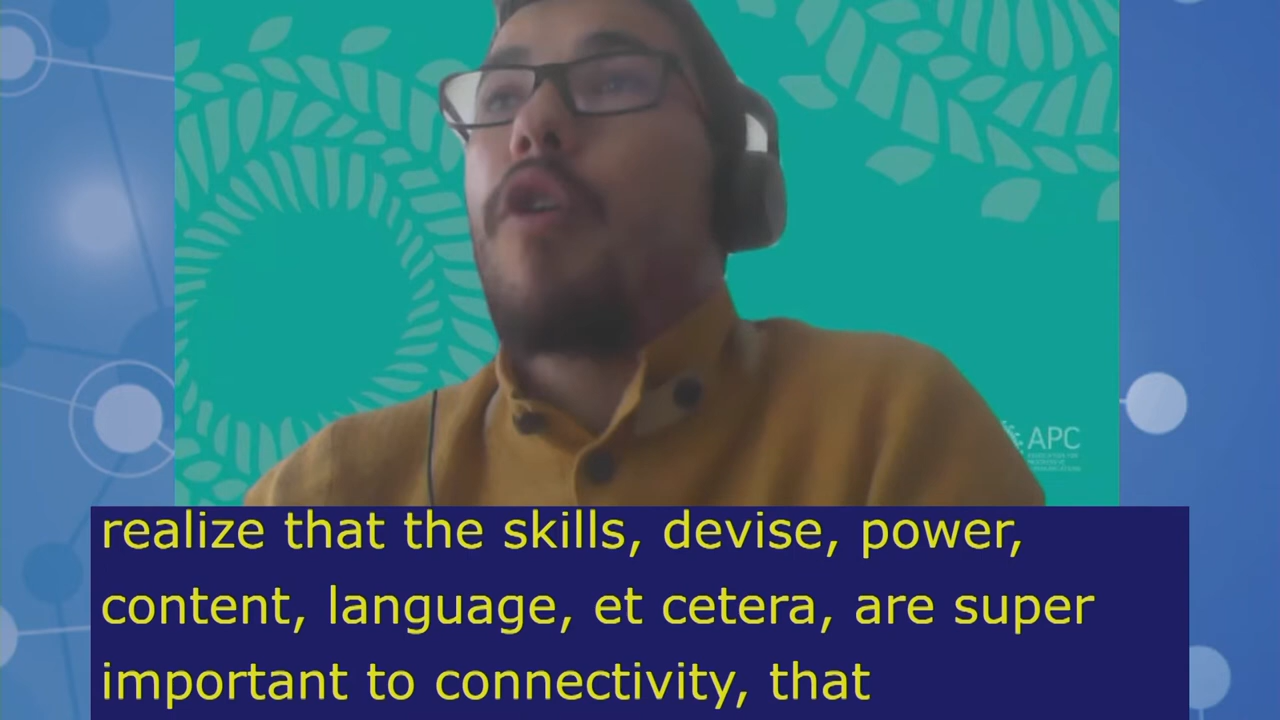 APC
realize that the skills, devise, power,
content, language, et cetera, are super
important to connectivity, that